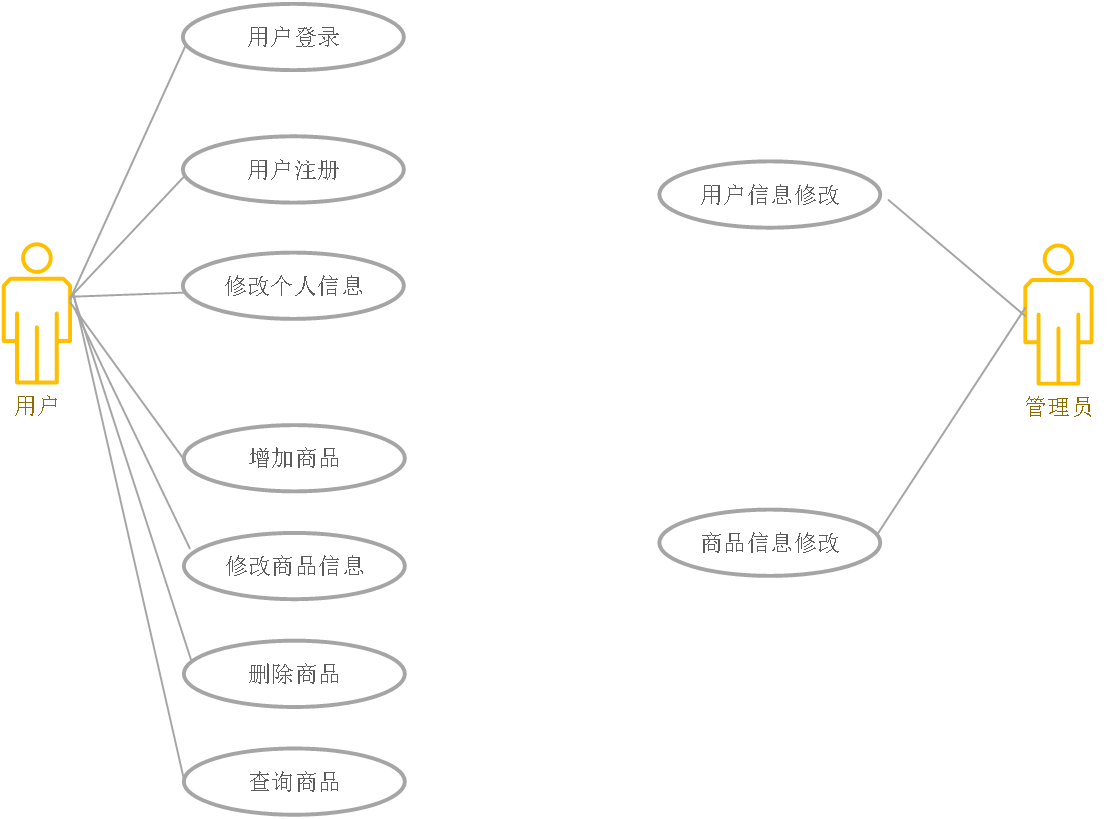 用户登录
用户注册
修改个人信息
用户
增加商品
修改商品信息
删除商品
查询商品
用户信息修改
管理员
商品信息修改